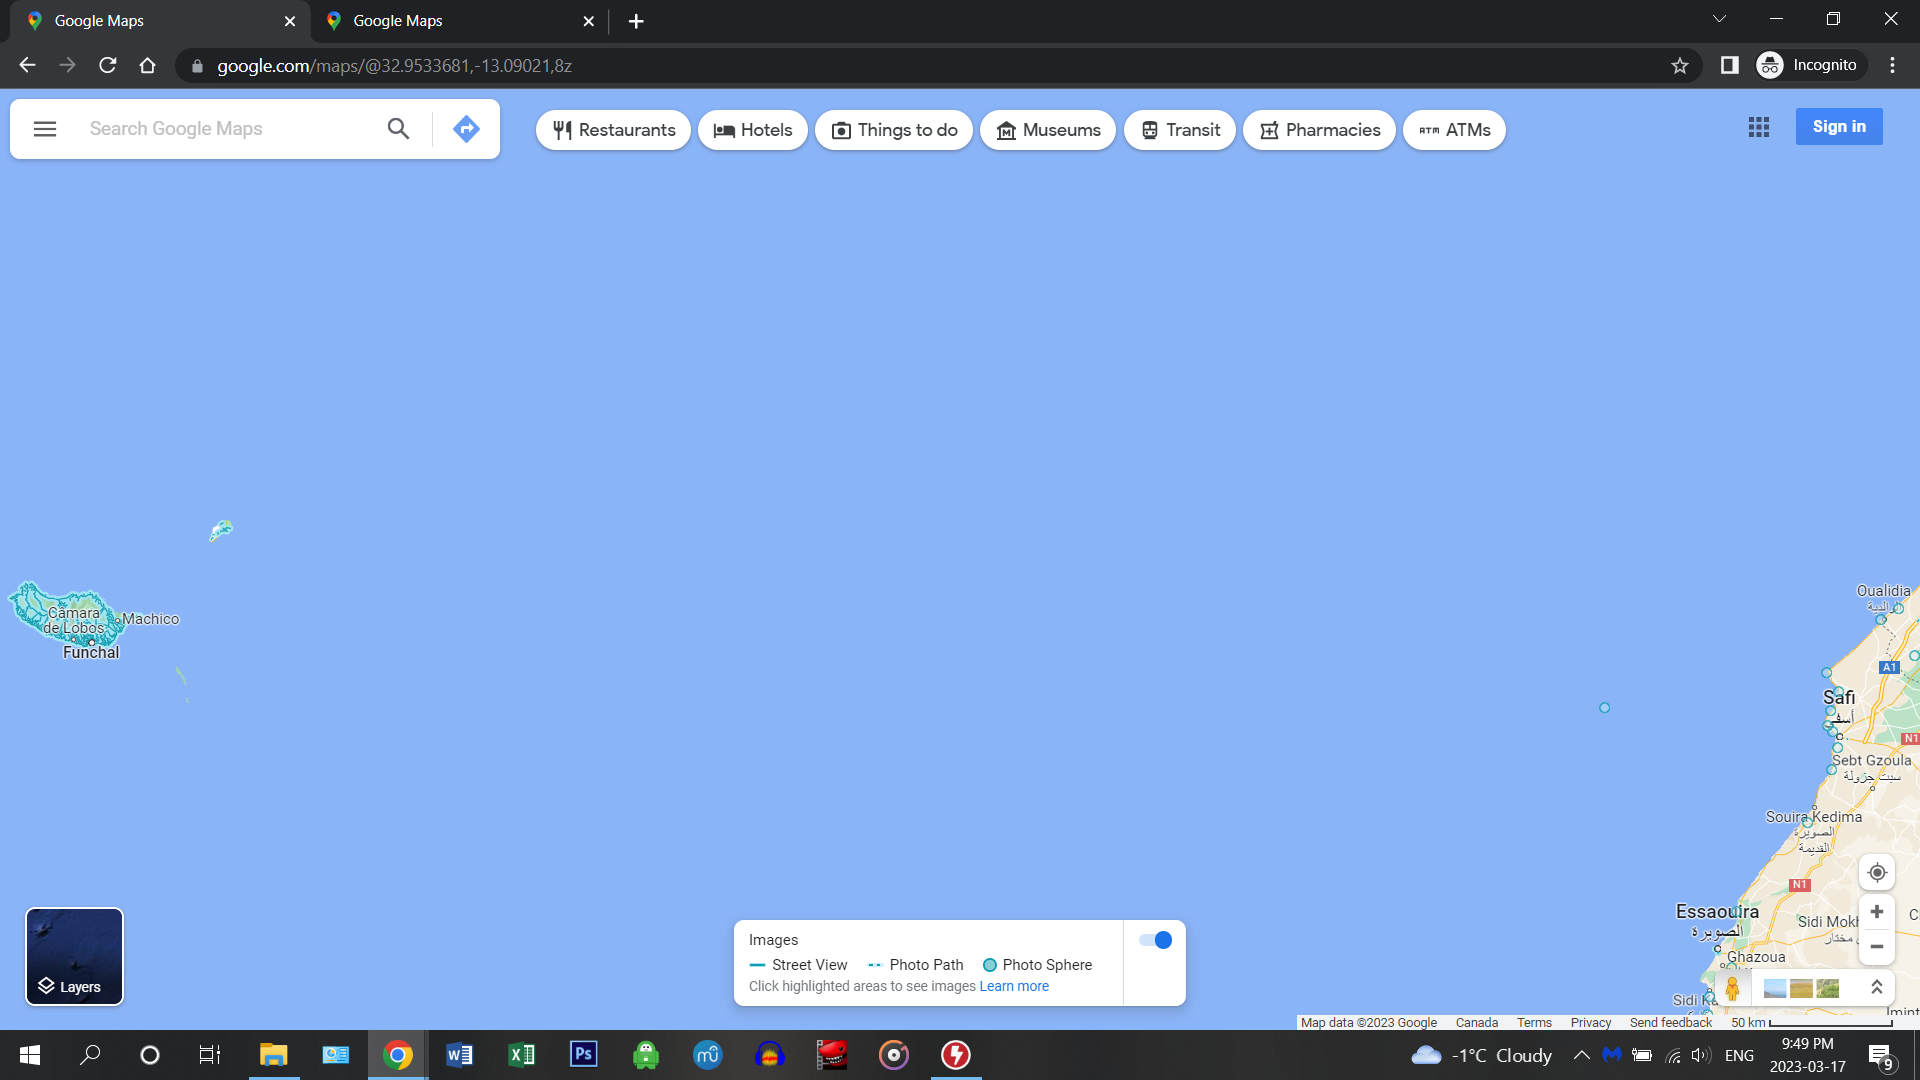 Google Maps
Google Maps
google.com/maps/@32.9533681,-13.09021,8z
Incognito
Search Google Maps
Restaurants
Hotels
Things to do
Museums
Transit
Pharmacies
ATM ATMs
Sign in
Câmara
de Lobos
Machico
Funchal
Oualidia
الوالدية
A1
Safi
أسفي
N1
Sebt Gzoula
سبت جزولة
Souira Kedima
الصويرة
القديمة
N1
Essaouira
الصويرة
Sidi Mokh
مختار
Ghazoua
Sidi Ka
Imint
Layers
Images
Street View
Photo Path
Photo Sphere
Click highlighted areas to see images Learn more
Map data ©2023 Google
Canada
Terms
Privacy
Send feedback
50 km
-1°C Cloudy
ENG
9:49 PM
2023-03-17
9